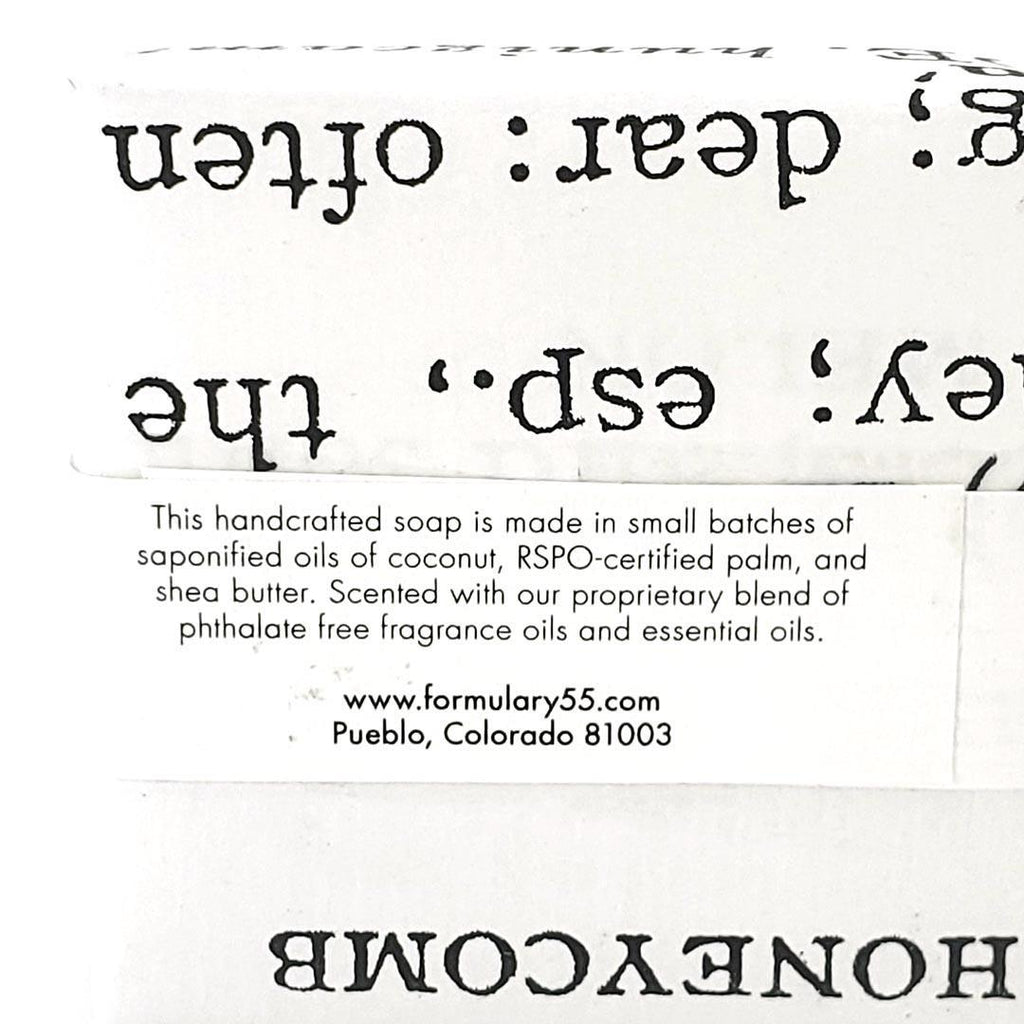 ; dear: often
esp., the
This handcrafted soap is made in small batches of
saponified oils of coconut, RSPO-certified palm, and
shea butter. Scented with our proprietary blend of
phthalate free fragrance oils and essential oils.
www.formulary55.com
Pueblo, Colorado 81003
HONEYCOMB